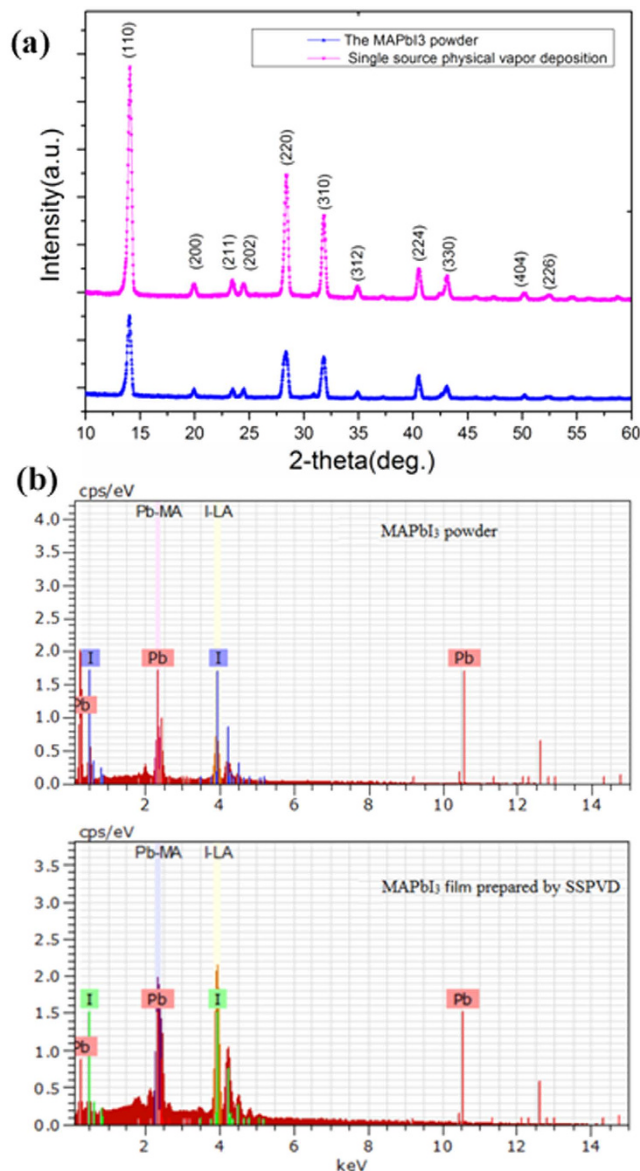 (a)
The MAPbI3 powder
Single source physical vapor deposition
(110)
(200)
(211)
(202)
(220)
(310)
(312)
(224)
(330)
(404)
(226)
Intensity(a.u.)
10 15 20 25 30 35 40 45 50 55 60
2-theta(deg.)
(b)
cps/eV
Pb-MA I-LA
MAPbI₃ powder
4.0
3.5
3.0
2.5
2.0
I Pb I Pb
1.5
Pb
1.0
0.5
0.0
2 4 6 8 10 12 14
cps/eV
Pb-MA I-LA
MAPbI₃ film prepared by SSPVD
3.5
3.0
2.5
2.0
I Pb I Pb
1.5
Pb
1.0
0.5
0.0
2 4 6 8 10 12 14
keV